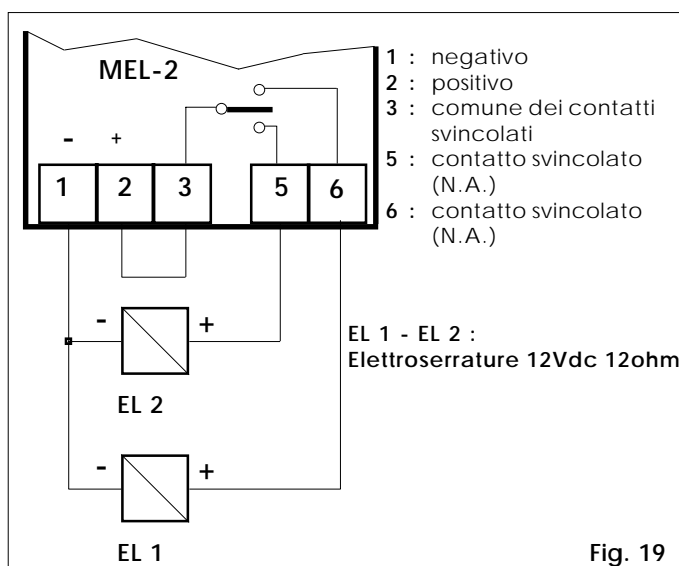 MEL-2
- +
1 2 3 5 6
1 : negativo
2 : positivo
3 : comune dei contatti
svincolati
5 : contatto svincolato
(N.A.)
6 : contatto svincolato
(N.A.)
- +
EL 2
EL 1 - EL 2 :
Elettroserrature 12Vdc 12ohm
- +
EL 1
Fig. 19